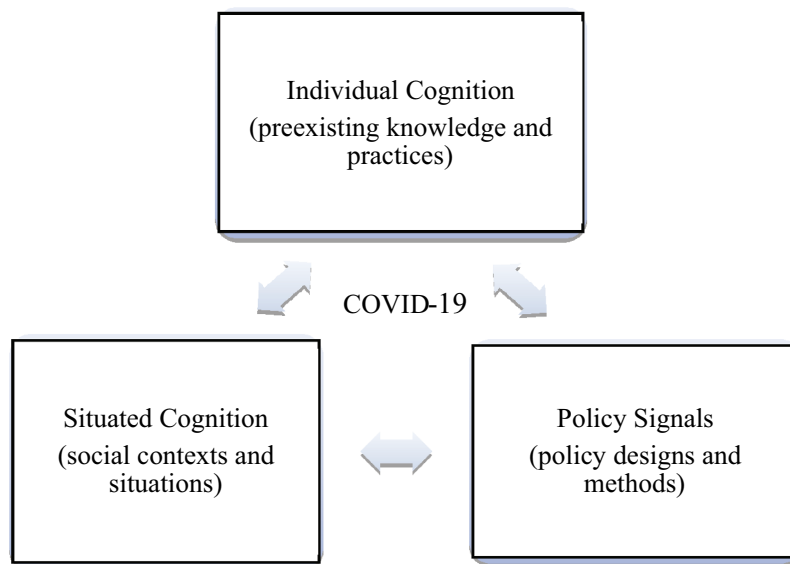 Individual Cognition
(preexisting knowledge and
practices)
COVID-19
Situated Cognition
(social contexts and
situations)
Policy Signals
(policy designs and
methods)